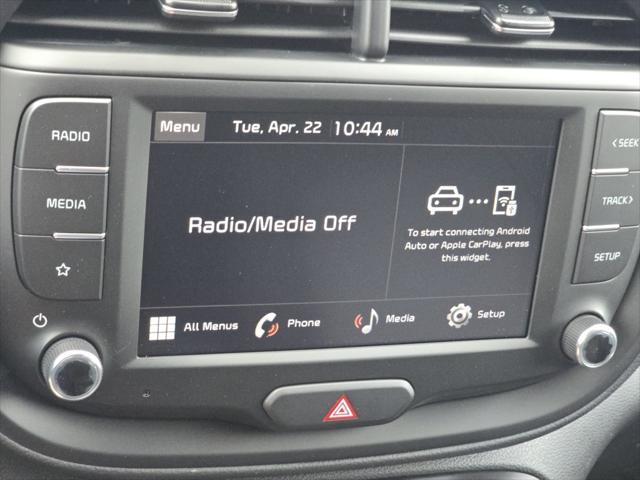 Menu Tue, Apr. 22 10:44 AM
RADIO
MEDIA
< SEEK
TRACK >
SETUP
Radio/Media Off
To start connecting Android
Auto or Apple CarPlay, press
this widget.
All Menus Phone Media Setup